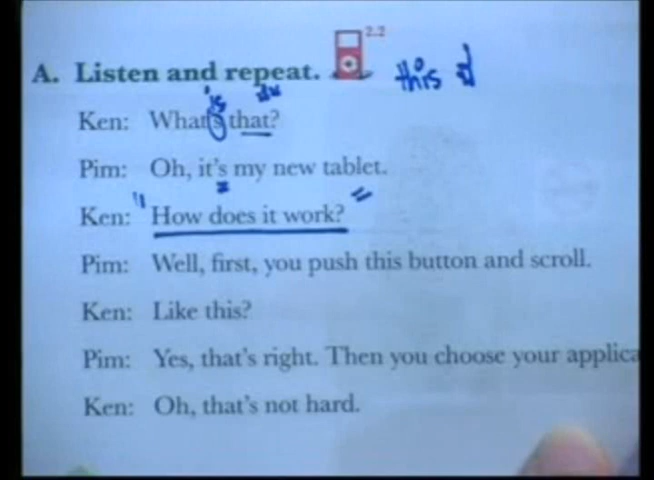 2.2
A. Listen and repeat. this
is
Ken: What's that?
Pim: Oh, it's my new tablet.
Ken: "How does it work?
Pim: Well, first, you push this button and scroll.
Ken: Like this?
Pim: Yes, that's right. Then you choose your applica
Ken: Oh, that's not hard.